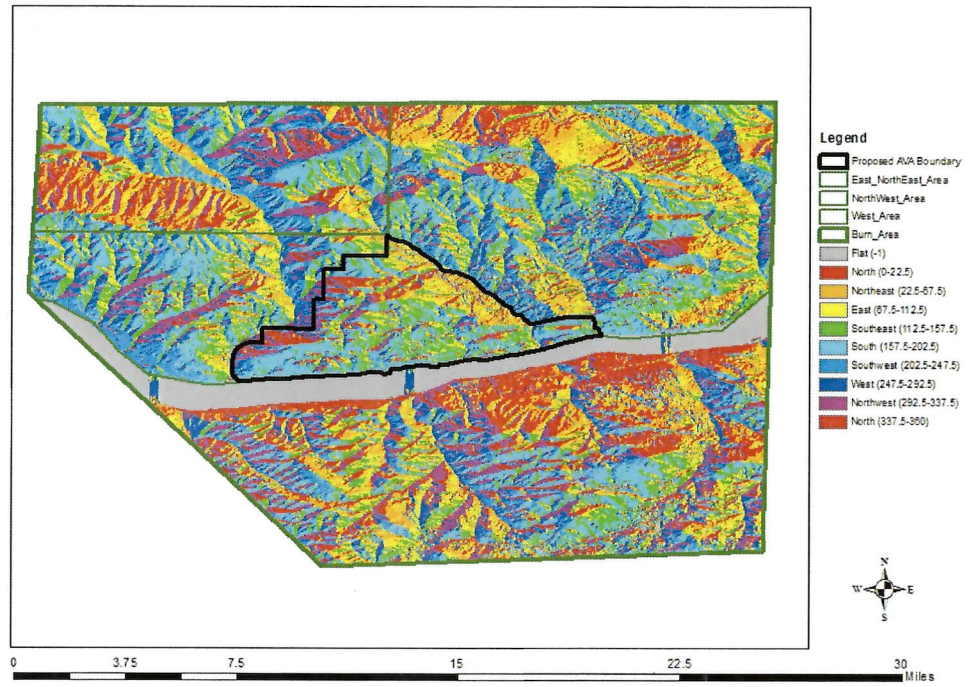 Legend
Proposed AVA Boundary
East_NorthEast_Area
NorthWest_Area
West_Area
Burn_Area
Flat (-1)
North (0-22.5)
Northeast (22.5-67.5)
East (67.5-112.5)
Southeast (112.5-157.5)
South (157.5-202.5)
Southwest (202.5-247.5)
West (247.5-292.5)
Northwest (292.5-337.5)
North (337.5-360)
N
W E
S
0 3.75 7.5 15 22.5 30
Miles